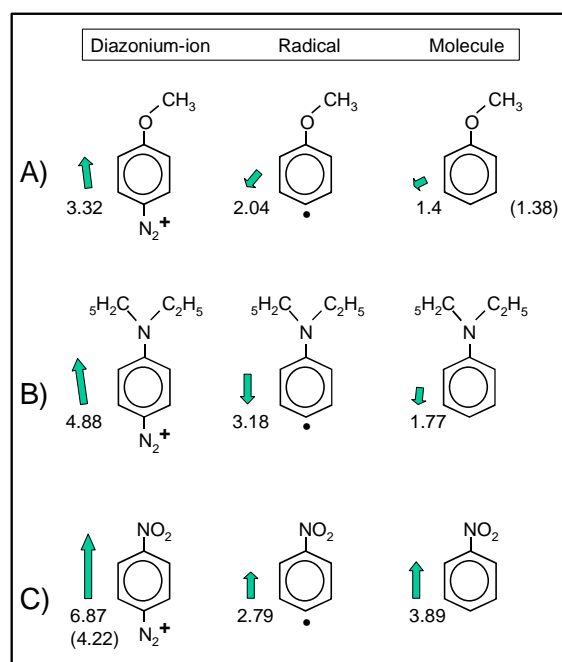 Diazonium-ion Radical Molecule
O CH₃ O CH₃ O CH₃
A)
3.32 2.04 1.4 (1.38)
N₂+ •
₅H₂C C₂H₅ ₅H₂C C₂H₅ ₅H₂C C₂H₅
N N N
B)
4.88 3.18 1.77
N₂+ •
NO₂ NO₂ NO₂
C)
6.87 2.79 3.89
(4.22) N₂+ •